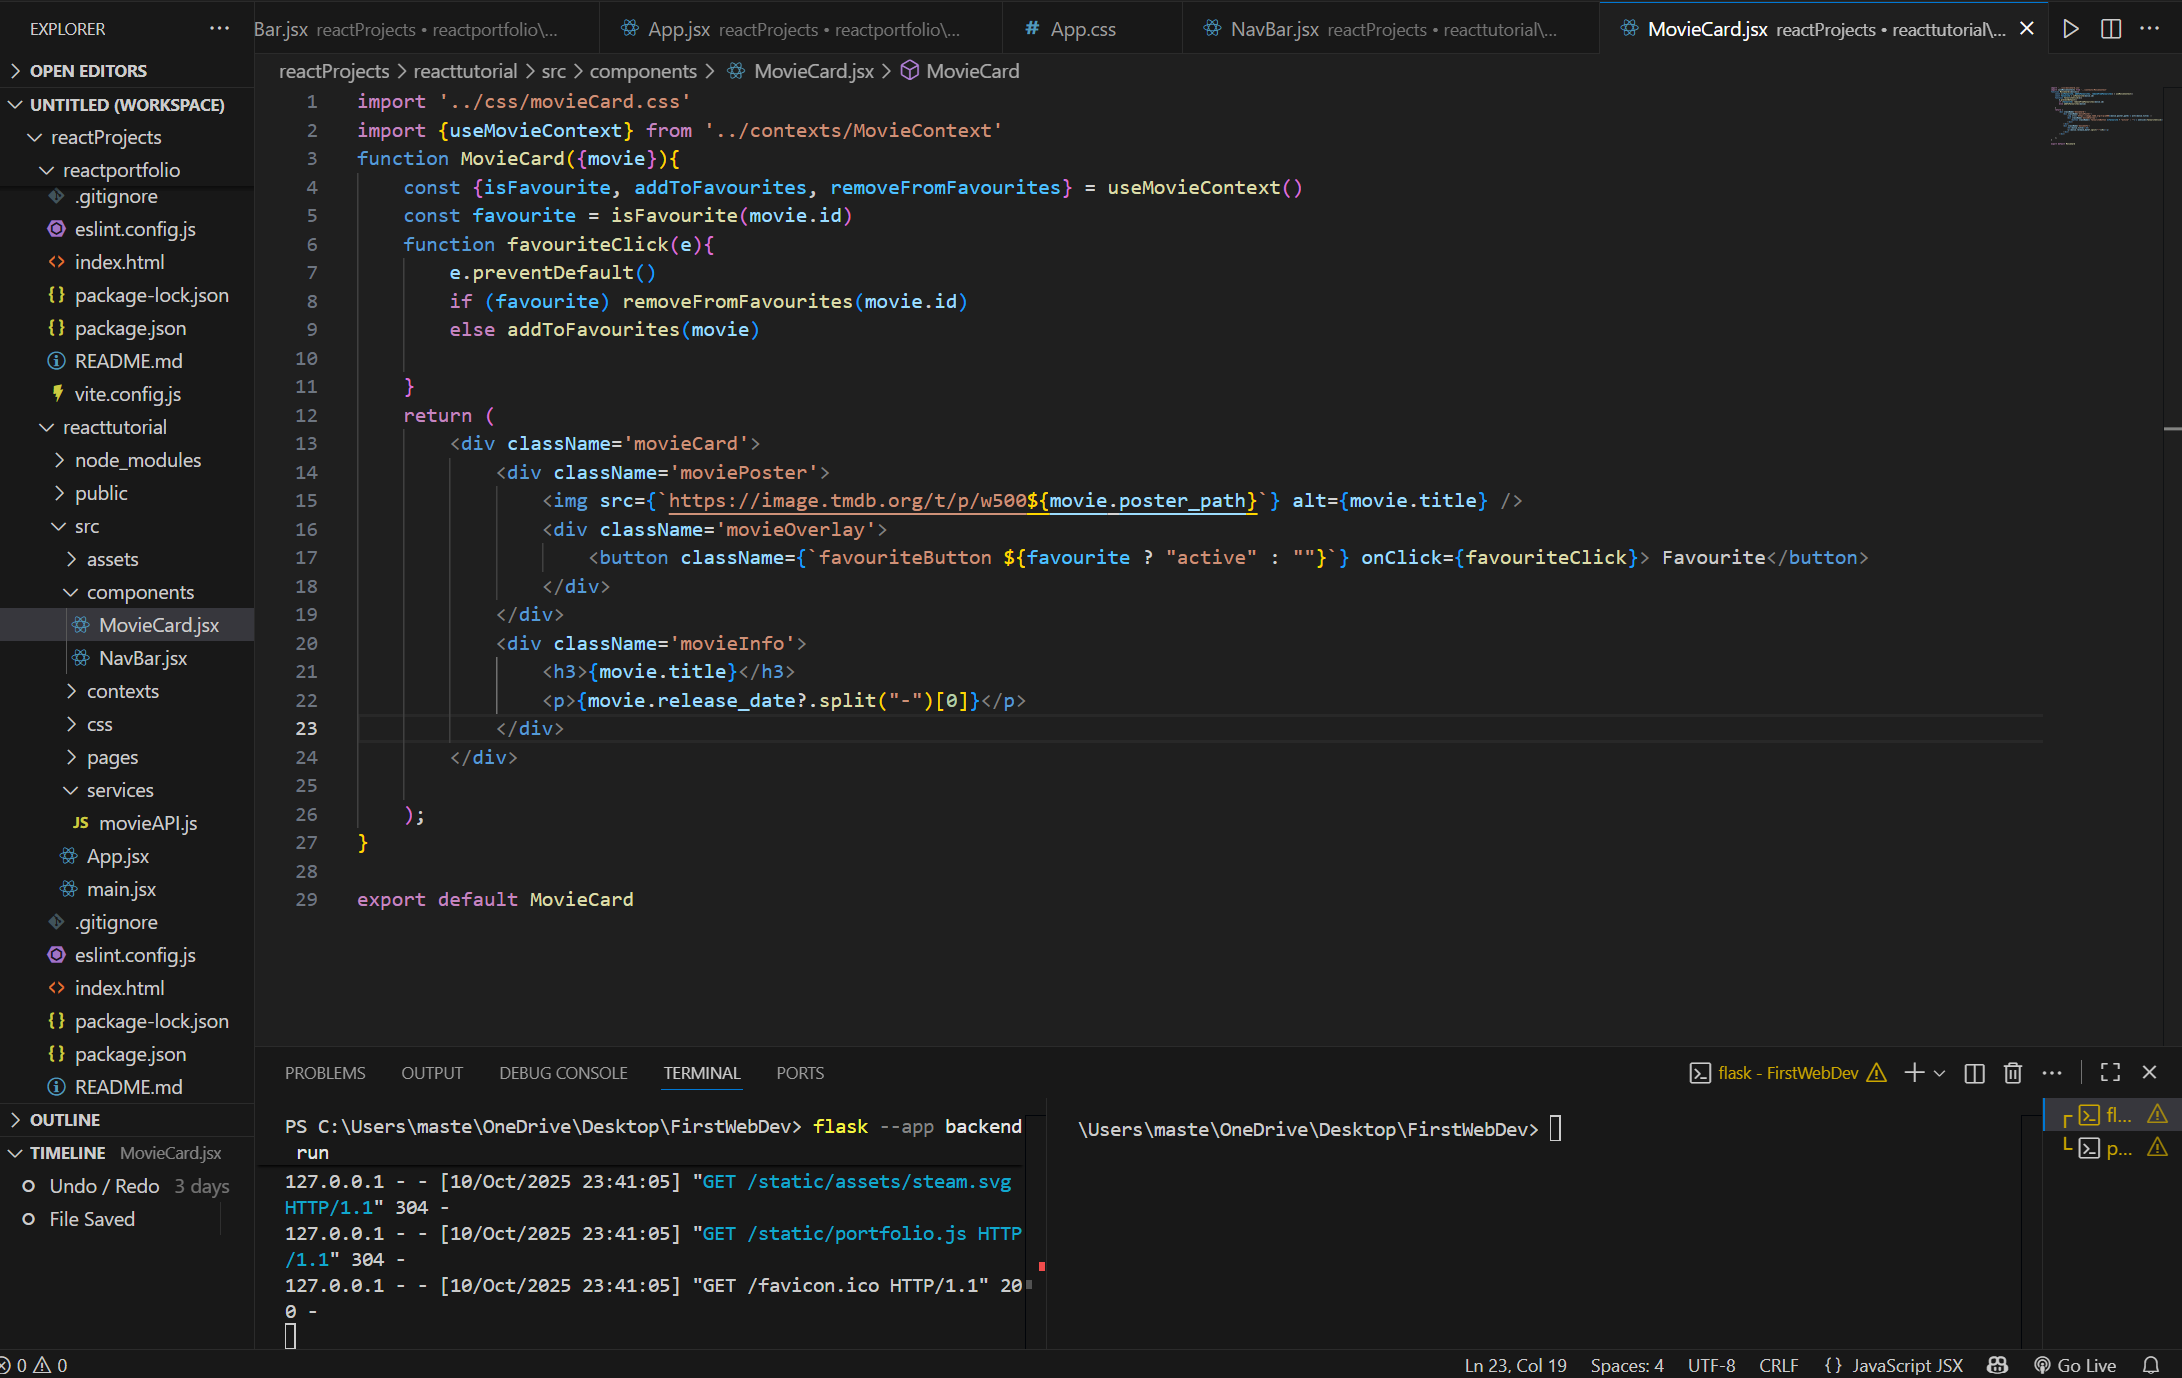 EXPLORER
Bar.jsx reactProjects • reactportfolio\...
App.jsx reactProjects • reactportfolio\...
# App.css
NavBar.jsx reactProjects • reacttutorial\...
MovieCard.jsx reactProjects • reacttutorial\...
reactProjects > reacttutorial > src > components > MovieCard.jsx > MovieCard
OPEN EDITORS
UNTITLED (WORKSPACE)
reactProjects
reactportfolio
.gitignore
eslint.config.js
<> index.html
{} package-lock.json
{} package.json
README.md
vite.config.js
reacttutorial
node_modules
public
src
assets
components
MovieCard.jsx
NavBar.jsx
contexts
css
pages
services
JS movieAPI.js
App.jsx
main.jsx
.gitignore
eslint.config.js
<> index.html
{} package-lock.json
{} package.json
README.md
OUTLINE
TIMELINE MovieCard.jsx
Undo / Redo 3 days
File Saved
1 import '../css/movieCard.css'
2 import {useMovieContext} from '../contexts/MovieContext'
3 function MovieCard({movie}){
4     const {isFavourite, addToFavourites, removeFromFavourites} = useMovieContext()
5     const favourite = isFavourite(movie.id)
6     function favouriteClick(e){
7         e.preventDefault()
8         if (favourite) removeFromFavourites(movie.id)
9         else addToFavourites(movie)
10
11     }
12     return (
13         <div className='movieCard'>
14             <div className='moviePoster'>
15                 <img src={`https://image.tmdb.org/t/p/w500${movie.poster_path}`} alt={movie.title} />
16                 <div className='movieOverlay'>
17                     <button className={`favouriteButton ${favourite ? "active" : ""}`} onClick={favouriteClick}> Favourite</button>
18                 </div>
19             </div>
20             <div className='movieInfo'>
21                 <h3>{movie.title}</h3>
22                 <p>{movie.release_date?.split("-")[0]}</p>
23             </div>
24         </div>
25
26     );
27 }
28
29 export default MovieCard
PROBLEMS OUTPUT DEBUG CONSOLE TERMINAL PORTS
flask - FirstWebDev
PS C:\Users\maste\OneDrive\Desktop\FirstWebDev> flask --app backend
run
127.0.0.1 - - [10/Oct/2025 23:41:05] "GET /static/assets/steam.svg
HTTP/1.1" 304 -
127.0.0.1 - - [10/Oct/2025 23:41:05] "GET /static/portfolio.js HTTP
/1.1" 304 -
127.0.0.1 - - [10/Oct/2025 23:41:05] "GET /favicon.ico HTTP/1.1" 20
0 -
\Users\maste\OneDrive\Desktop\FirstWebDev>
fl...
p...
0 0
Ln 23, Col 19 Spaces: 4 UTF-8 CRLF {} JavaScript JSX Go Live